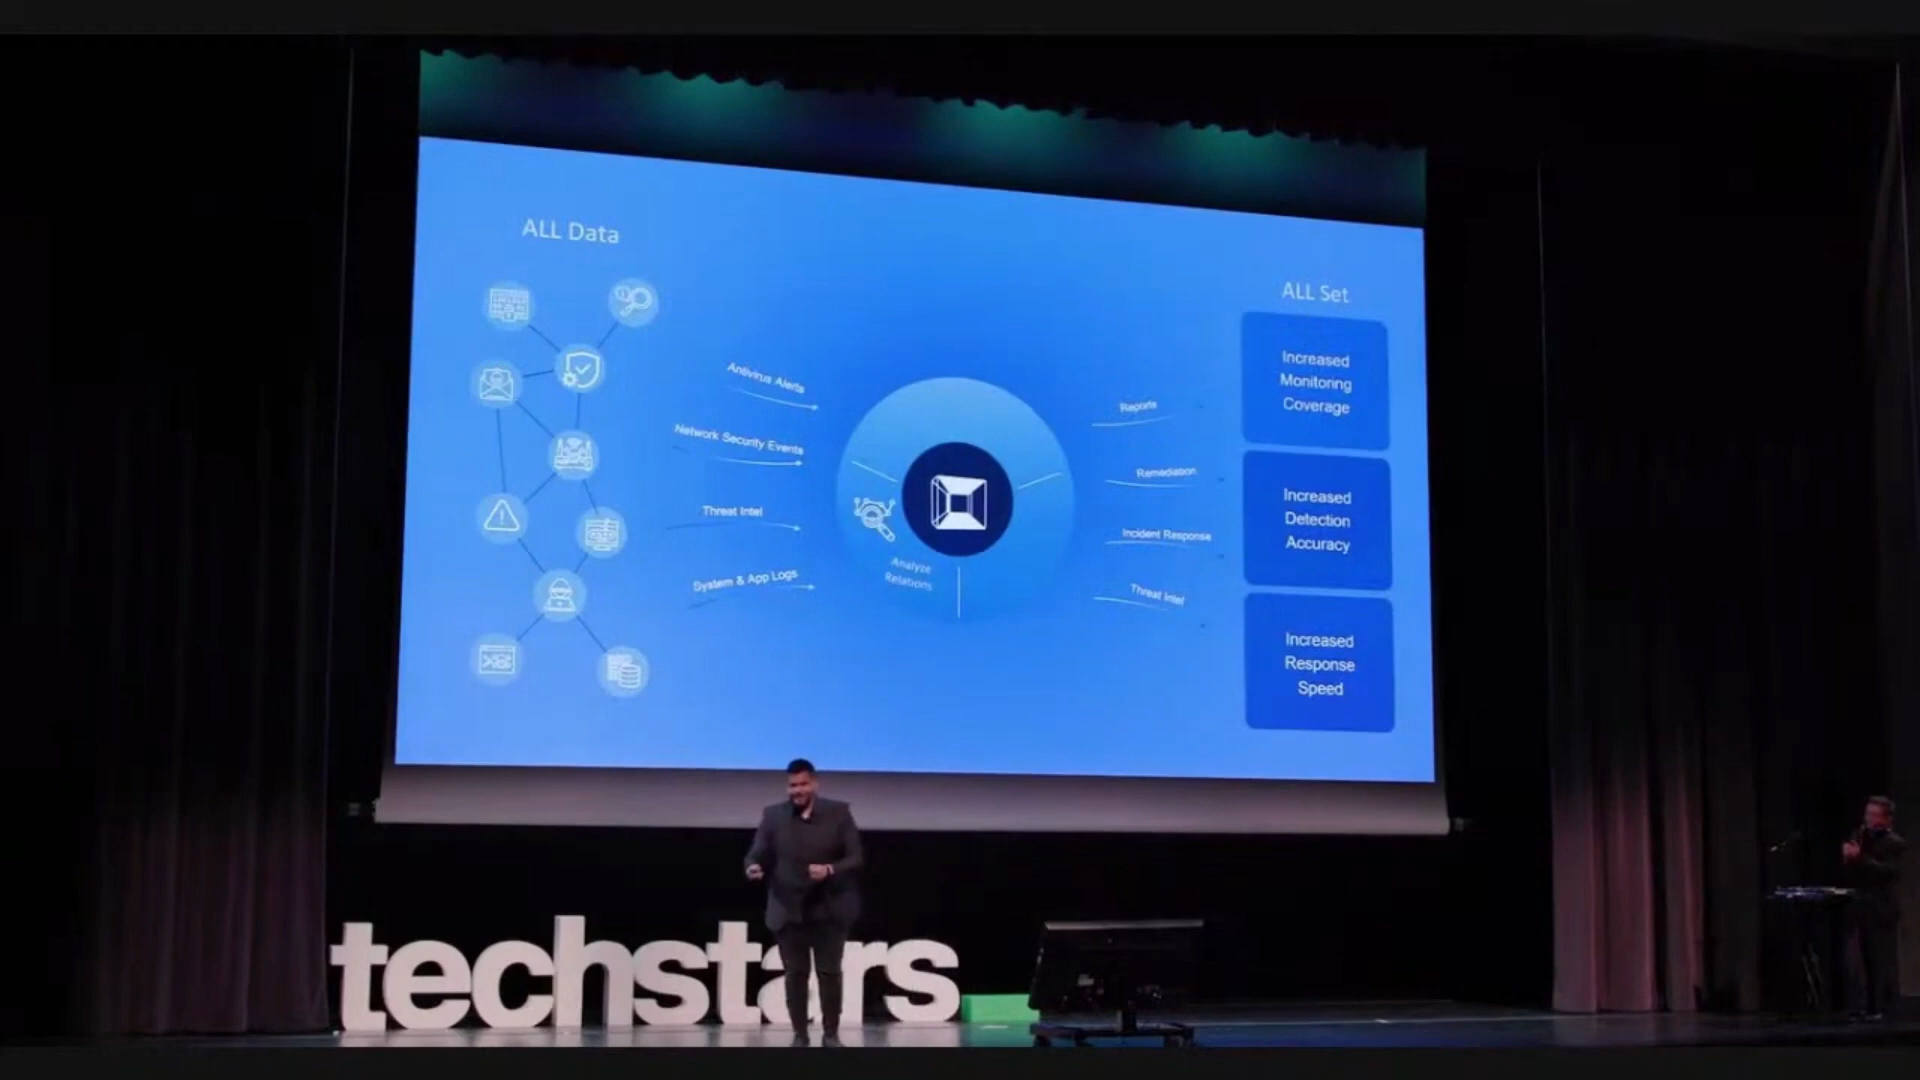 ALL Data
Antivirus Alerts
Network Security Events
Threat Intel
System & App Logs
Analyze
Relations
Reports
Remediation
Incident Response
Threat Intel
ALL Set
Increased
Monitoring
Coverage
Increased
Detection
Accuracy
Increased
Response
Speed
techstars_